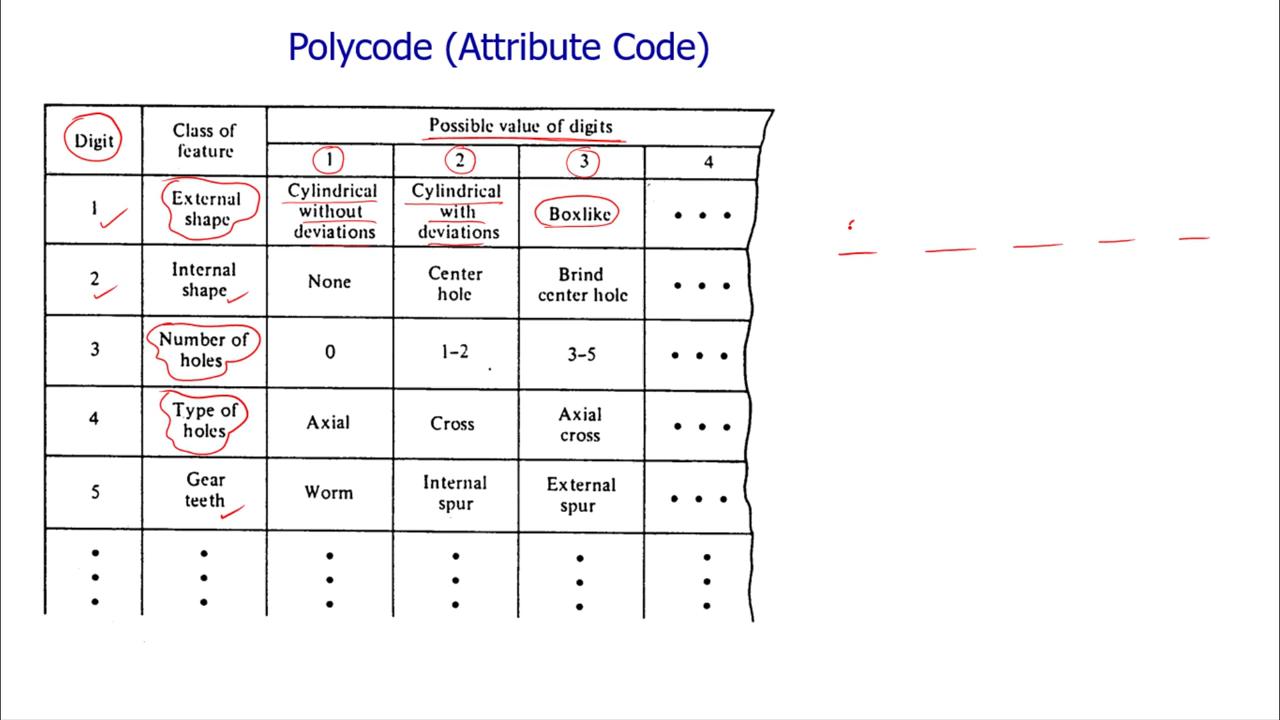 Polycode (Attribute Code)
Digit
Class of
feature
Possible value of digits
1
2
3
4
1
External
shape
Cylindrical
without
deviations
Cylindrical
with
deviations
Boxlike
• • •
2
Internal
shape
None
Center
hole
Brind
center hole
• • •
3
Number of
holes
0
1-2
3-5
• • •
4
Type of
holes
Axial
Cross
Axial
cross
• • •
5
Gear
teeth
Worm
Internal
spur
External
spur
• • •